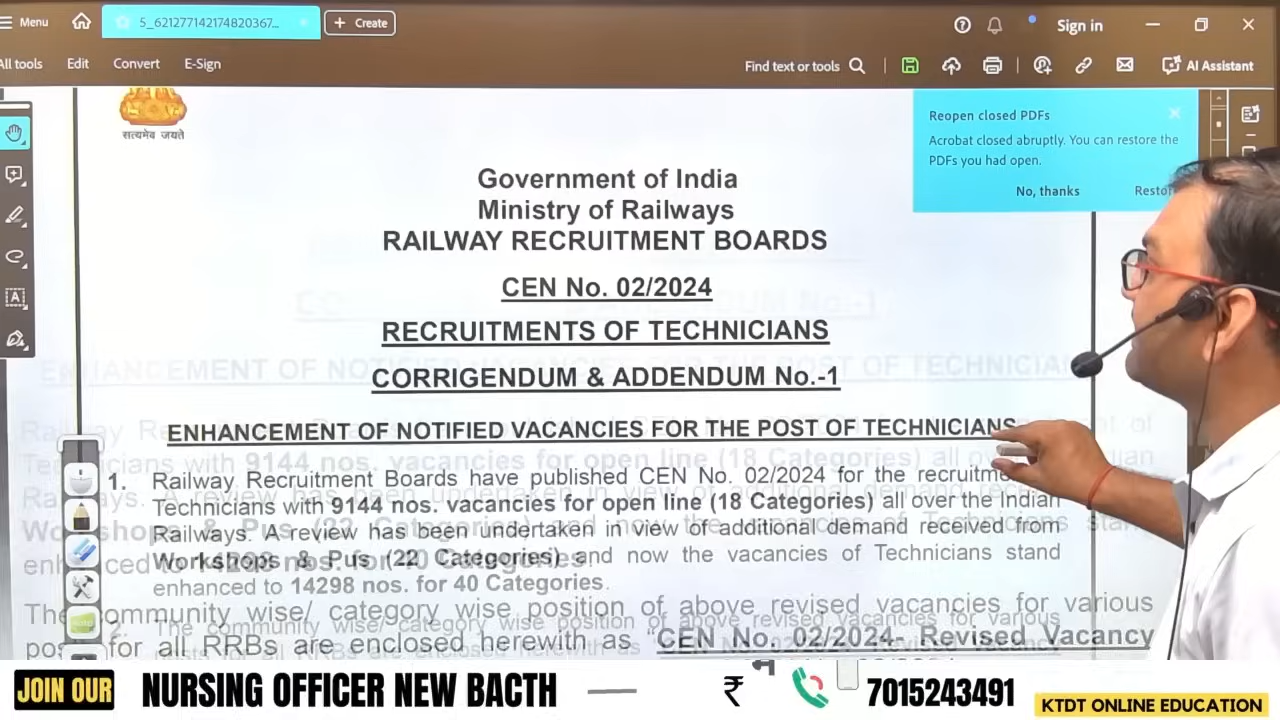 Menu
5_621277142174820367...
+ Create
Sign in
All tools
Edit
Convert
E-Sign
Find text or tools
AI Assistant
Reopen closed PDFs
Acrobat closed abruptly. You can restore the
PDFs you had open.
No, thanks
सत्यमेव जयते
Government of India
Ministry of Railways
RAILWAY RECRUITMENT BOARDS
CEN No. 02/2024
RECRUITMENTS OF TECHNICIANS
CORRIGENDUM & ADDENDUM No.-1
ENHANCEMENT OF NOTIFIED VACANCIES FOR THE POST OF TECHNICIANS
1. Railway Recruitment Boards have published CEN No. 02/2024 for the
Technicians with 9144 nos. vacancies for open line (18 Categories) all over the Indian
Railways. A review has been undertaken in view of additional demand received from
Workshops & Pus (22 Categories) and now the vacancies of Technicians stand
enhanced to 14298 nos. for 40 Categories.
The community wise/ category wise position of above revised vacancies for various
for all RRBs are enclosed herewith as "CEN No. 02/2024- Revised Vacancy
JOIN OUR
NURSING OFFICER NEW BACTH
₹
7015243491
KTDT ONLINE EDUCATION